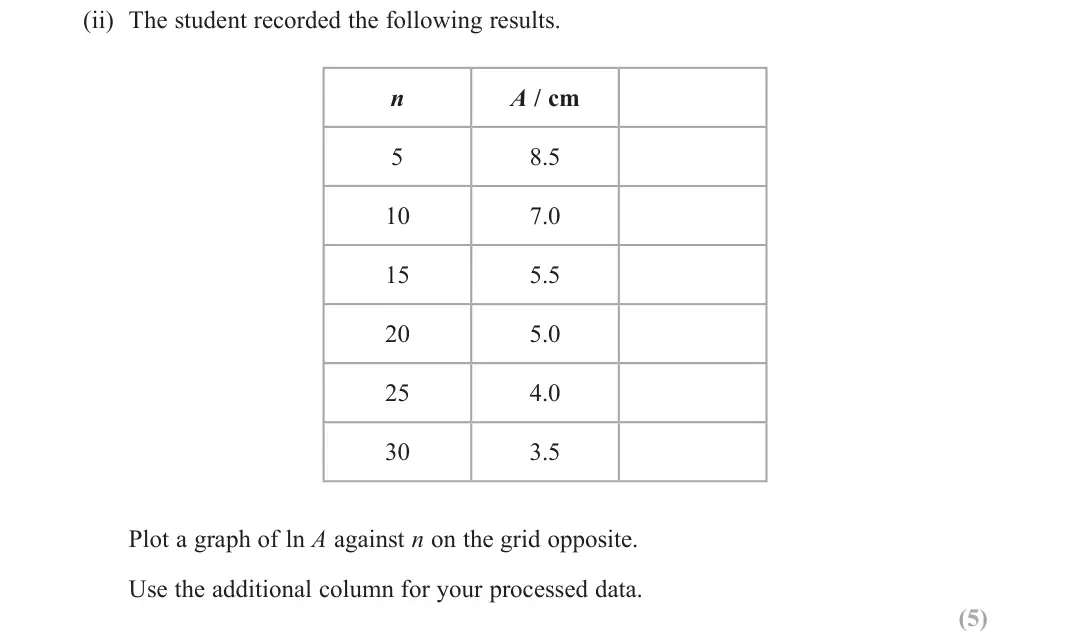 (ii) The student recorded the following results.
n A / cm
5 8.5
10 7.0
15 5.5
20 5.0
25 4.0
30 3.5
Plot a graph of ln A against n on the grid opposite.
Use the additional column for your processed data.
(5)